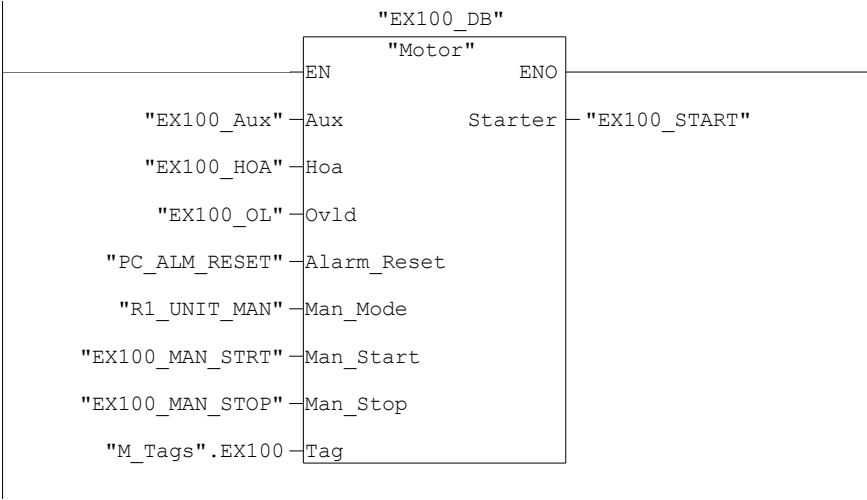 "EX100_DB"
"Motor"
EN ENO
"EX100_Aux" Aux Starter "EX100_START"
"EX100_HOA" Hoa
"EX100_OL" Ovld
"PC_ALM_RESET" Alarm_Reset
"R1_UNIT_MAN" Man_Mode
"EX100_MAN_STRT" Man_Start
"EX100_MAN_STOP" Man_Stop
"M_Tags".EX100 Tag